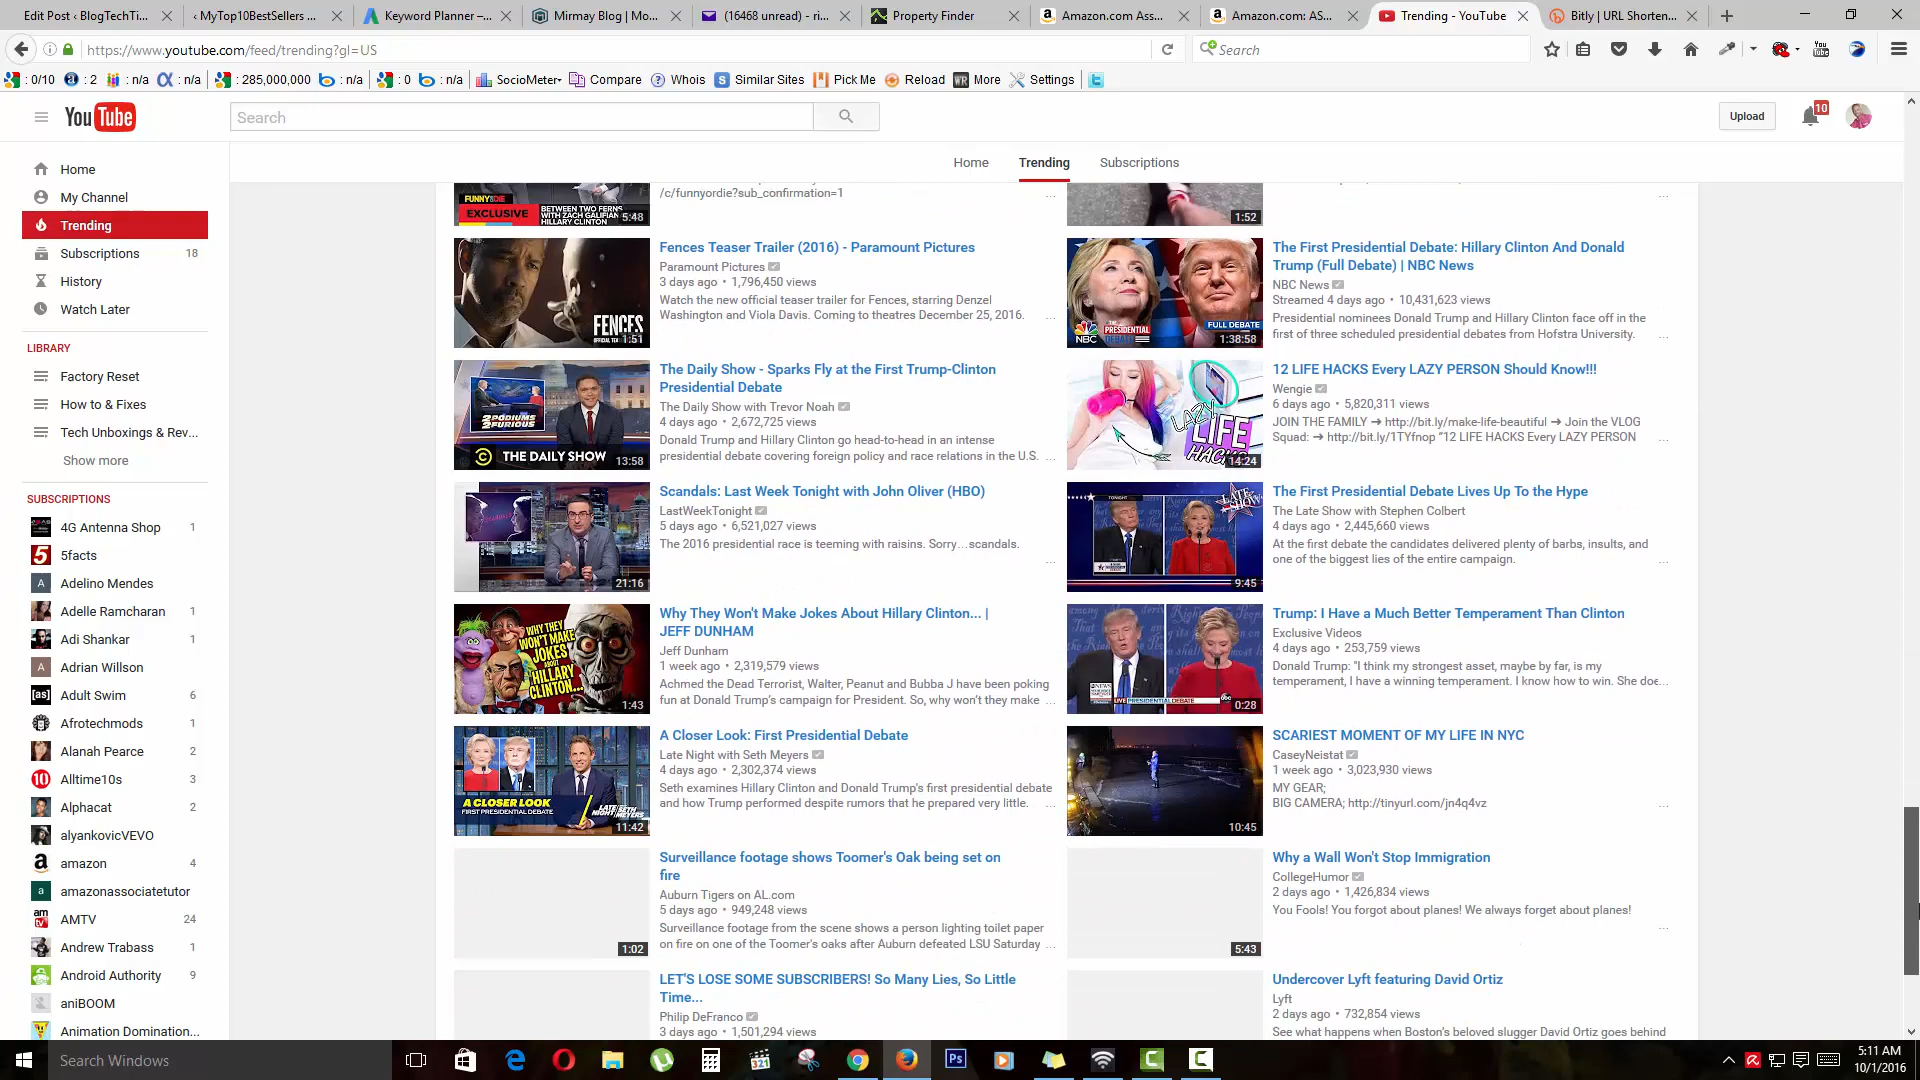 Edit Post ‹ BlogTechTi...
‹ MyTop10BestSellers ...
Keyword Planner –...
Mirmay Blog | Mo...
(16468 unread) - ri...
Property Finder
Amazon.com Ass...
Amazon.com: AS...
Trending - YouTube
Bitly | URL Shorten...
https://www.youtube.com/feed/trending?gl=US
Search
: 0/10
: 2
: n/a
: n/a
: 285,000,000
: n/a
: 0
: n/a
SocioMeter
Compare
Whois
Similar Sites
Pick Me
Reload
More
Settings
YouTube
Search
Upload
10
Home
Trending
Subscriptions
Home
My Channel
Trending
Subscriptions 18
History
Watch Later
LIBRARY
Factory Reset
How to & Fixes
Tech Unboxings & Rev...
Show more
SUBSCRIPTIONS
4G Antenna Shop 1
5facts
Adelino Mendes
Adelle Ramcharan 1
Adi Shankar 1
Adrian Willson
Adult Swim 6
Afrotechmods 1
Alanah Pearce 2
Alltime10s 3
Alphacat 2
alyankovicVEVO
amazon 4
amazonassociatetutor
AMTV 24
Andrew Trabass 1
Android Authority 9
aniBOOM
Animation Domination...
FUNNY OR DIE
EXCLUSIVE
BETWEEN TWO FERNS
WITH ZACH GALIFIANAKIS
HILLARY CLINTON
5:48
/c/funnyordie?sub_confirmation=1
...
1:52
...
FENCES
1:51
Fences Teaser Trailer (2016) - Paramount Pictures
Paramount Pictures
3 days ago • 1,796,450 views
Watch the new official teaser trailer for Fences, starring Denzel
Washington and Viola Davis. Coming to theatres December 25, 2016. ...
NBC
THE PRESIDENTIAL DEBATE
FULL DEBATE
1:38:58
The First Presidential Debate: Hillary Clinton And Donald
Trump (Full Debate) | NBC News
NBC News
Streamed 4 days ago • 10,431,623 views
Presidential nominees Donald Trump and Hillary Clinton face off in the
first of three scheduled presidential debates from Hofstra University. ...
2 PODIUMS
2 FURIOUS
THE DAILY SHOW
13:58
The Daily Show - Sparks Fly at the First Trump-Clinton
Presidential Debate
The Daily Show with Trevor Noah
4 days ago • 2,672,725 views
Donald Trump and Hillary Clinton go head-to-head in an intense
presidential debate covering foreign policy and race relations in the U.S. ...
LAZY
LIFE
HACKS
14:24
12 LIFE HACKS Every LAZY PERSON Should Know!!!
Wengie
6 days ago • 5,820,311 views
JOIN THE FAMILY ➜ http://bit.ly/make-life-beautiful ➜ Join the VLOG
Squad: ➜ http://bit.ly/1TYfnop "12 LIFE HACKS Every LAZY PERSON ...
21:16
Scandals: Last Week Tonight with John Oliver (HBO)
LastWeekTonight
5 days ago • 6,521,027 views
The 2016 presidential race is teeming with raisins. Sorry…scandals.
...
LATE SHOW
9:45
The First Presidential Debate Lives Up To the Hype
The Late Show with Stephen Colbert
4 days ago • 2,445,660 views
At the first debate the candidates delivered plenty of barbs, insults, and
one of the biggest lies of the entire campaign. ...
WHY THEY
WON'T MAKE
JOKES
ABOUT
HILLARY
CLINTON...
1:43
Why They Won't Make Jokes About Hillary Clinton... |
JEFF DUNHAM
Jeff Dunham
1 week ago • 2,319,579 views
Achmed the Dead Terrorist, Walter, Peanut and Bubba J have been poking
fun at Donald Trump's campaign for President. So, why won't they make ...
LIVE PRESIDENTIAL DEBATE
abc
0:28
Trump: I Have a Much Better Temperament Than Clinton
Exclusive Videos
4 days ago • 253,759 views
Donald Trump: "I think my strongest asset, maybe by far, is my
temperament, I have a winning temperament. I know how to win. She doe...
A CLOSER LOOK
FIRST PRESIDENTIAL DEBATE
LATE NIGHT SETH MEYERS
11:42
A Closer Look: First Presidential Debate
Late Night with Seth Meyers
4 days ago • 2,302,374 views
Seth examines Hillary Clinton and Donald Trump's first presidential debate
and how Trump performed despite rumors that he prepared very little. ...
10:45
SCARIEST MOMENT OF MY LIFE IN NYC
CaseyNeistat
1 week ago • 3,023,930 views
MY GEAR;
BIG CAMERA; http://tinyurl.com/jn4q4vz ...
1:02
Surveillance footage shows Toomer's Oak being set on
fire
Auburn Tigers on AL.com
5 days ago • 949,248 views
Surveillance footage from the scene shows a person lighting toilet paper
on fire on one of the Toomer's oaks after Auburn defeated LSU Saturday ...
5:43
Why a Wall Won't Stop Immigration
CollegeHumor
2 days ago • 1,426,834 views
You Fools! You forgot about planes! We always forget about planes!
...
LET'S LOSE SOME SUBSCRIBERS! So Many Lies, So Little
Time...
Philip DeFranco
3 days ago • 1,501,294 views
Undercover Lyft featuring David Ortiz
Lyft
2 days ago • 732,854 views
See what happens when Boston's beloved slugger David Ortiz goes behind
Search Windows
5:11 AM
10/1/2016